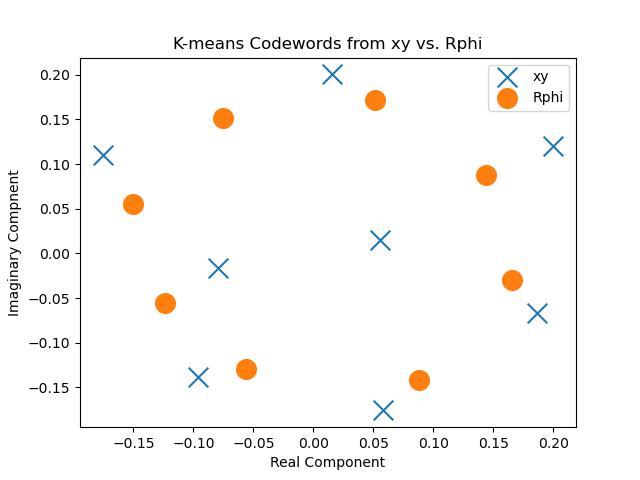 K-means Codewords from xy vs. Rphi
xy
Rphi
0.20
0.15
0.10
0.05
0.00
−0.05
−0.10
−0.15
Imaginary Compnent
−0.15 −0.10 −0.05 0.00 0.05 0.10 0.15 0.20
Real Component